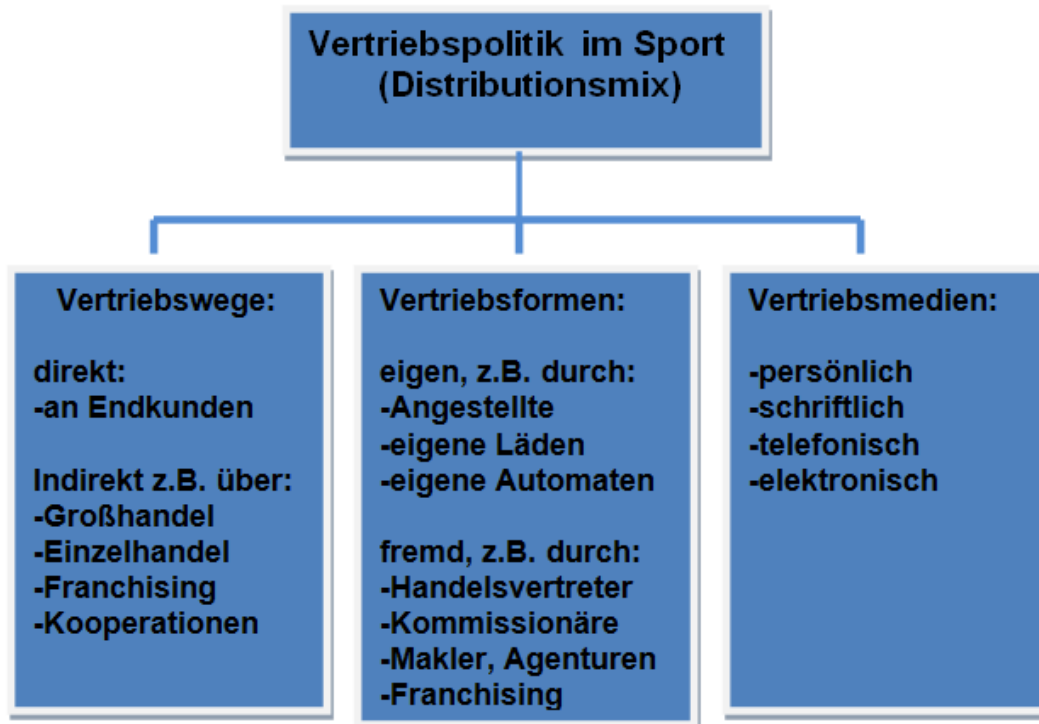 Vertriebspolitik im Sport
(Distributionsmix)
Vertriebswege:
direkt:
-an Endkunden
Indirekt z.B. über:
-Großhandel
-Einzelhandel
-Franchising
-Kooperationen
Vertriebsformen:
eigen, z.B. durch:
-Angestellte
-eigene Läden
-eigene Automaten
fremd, z.B. durch:
-Handelsvertreter
-Kommissionäre
-Makler, Agenturen
-Franchising
Vertriebsmedien:
-persönlich
-schriftlich
-telefonisch
-elektronisch